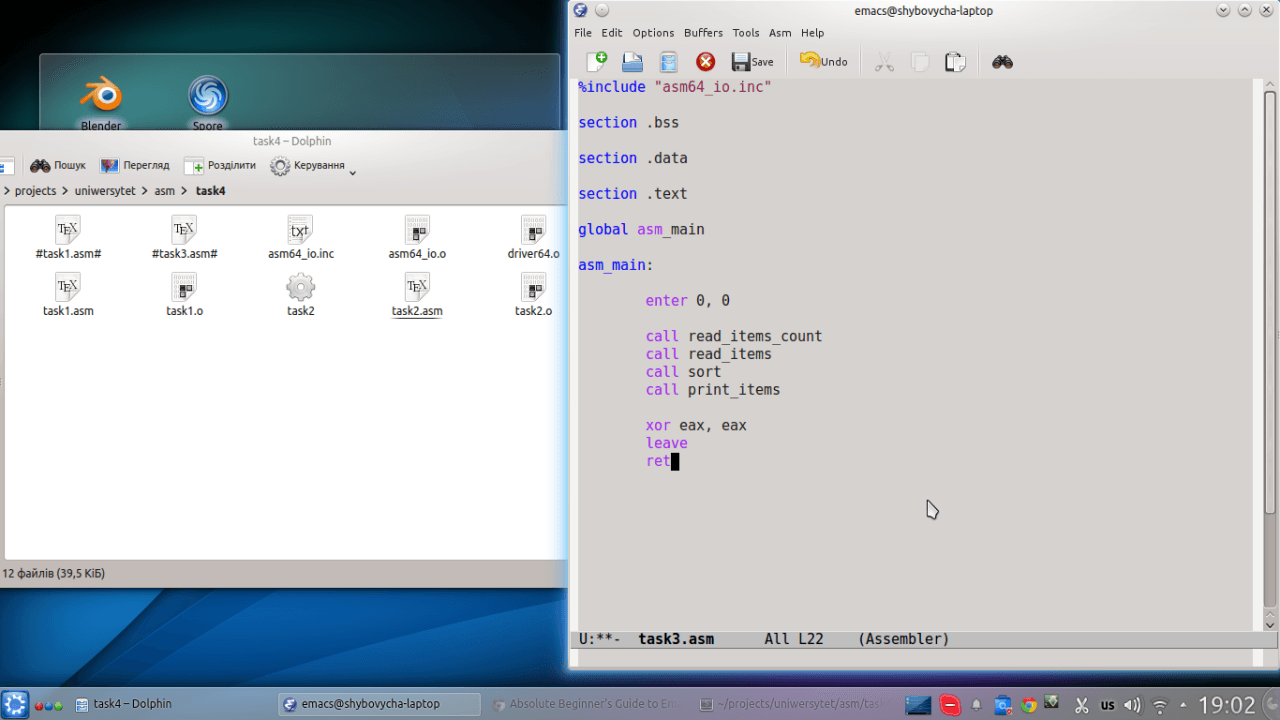 emacs@shybovycha-laptop
File Edit Options Buffers Tools Asm Help
Save Undo
%include "asm64_io.inc"
section .bss
section .data
section .text
global asm_main
asm_main:
enter 0, 0
call read_items_count
call read_items
call sort
call print_items
xor eax, eax
leave
ret
U:**- task3.asm All L22 (Assembler)
Blender
Spore
task4 – Dolphin
Пошук Перегляд Розділити Керування
> projects > uniwersytet > asm > task4
#task1.asm# #task3.asm# asm64_io.inc asm64_io.o driver64.o
task1.asm task1.o task2 task2.asm task2.o
12 файлів (39,5 КіБ)
task4 – Dolphin
emacs@shybovycha-laptop
Absolute Beginner's Guide to
~/projects/uniwersytet/asm/
us
19:02